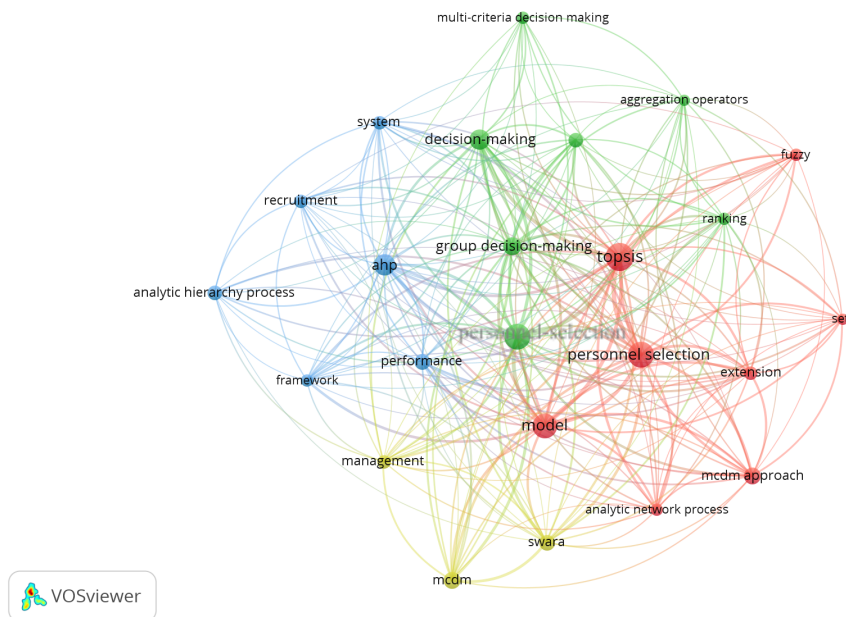 multi-criteria decision making
aggregation operators
system
decision-making
fuzzy
recruitment
ranking
group decision-making
topsis
ahp
analytic hierarchy process
set
personnel-selection
personnel selection
performance
extension
framework
model
management
mcdm approach
analytic network process
swara
mcdm
VOSviewer